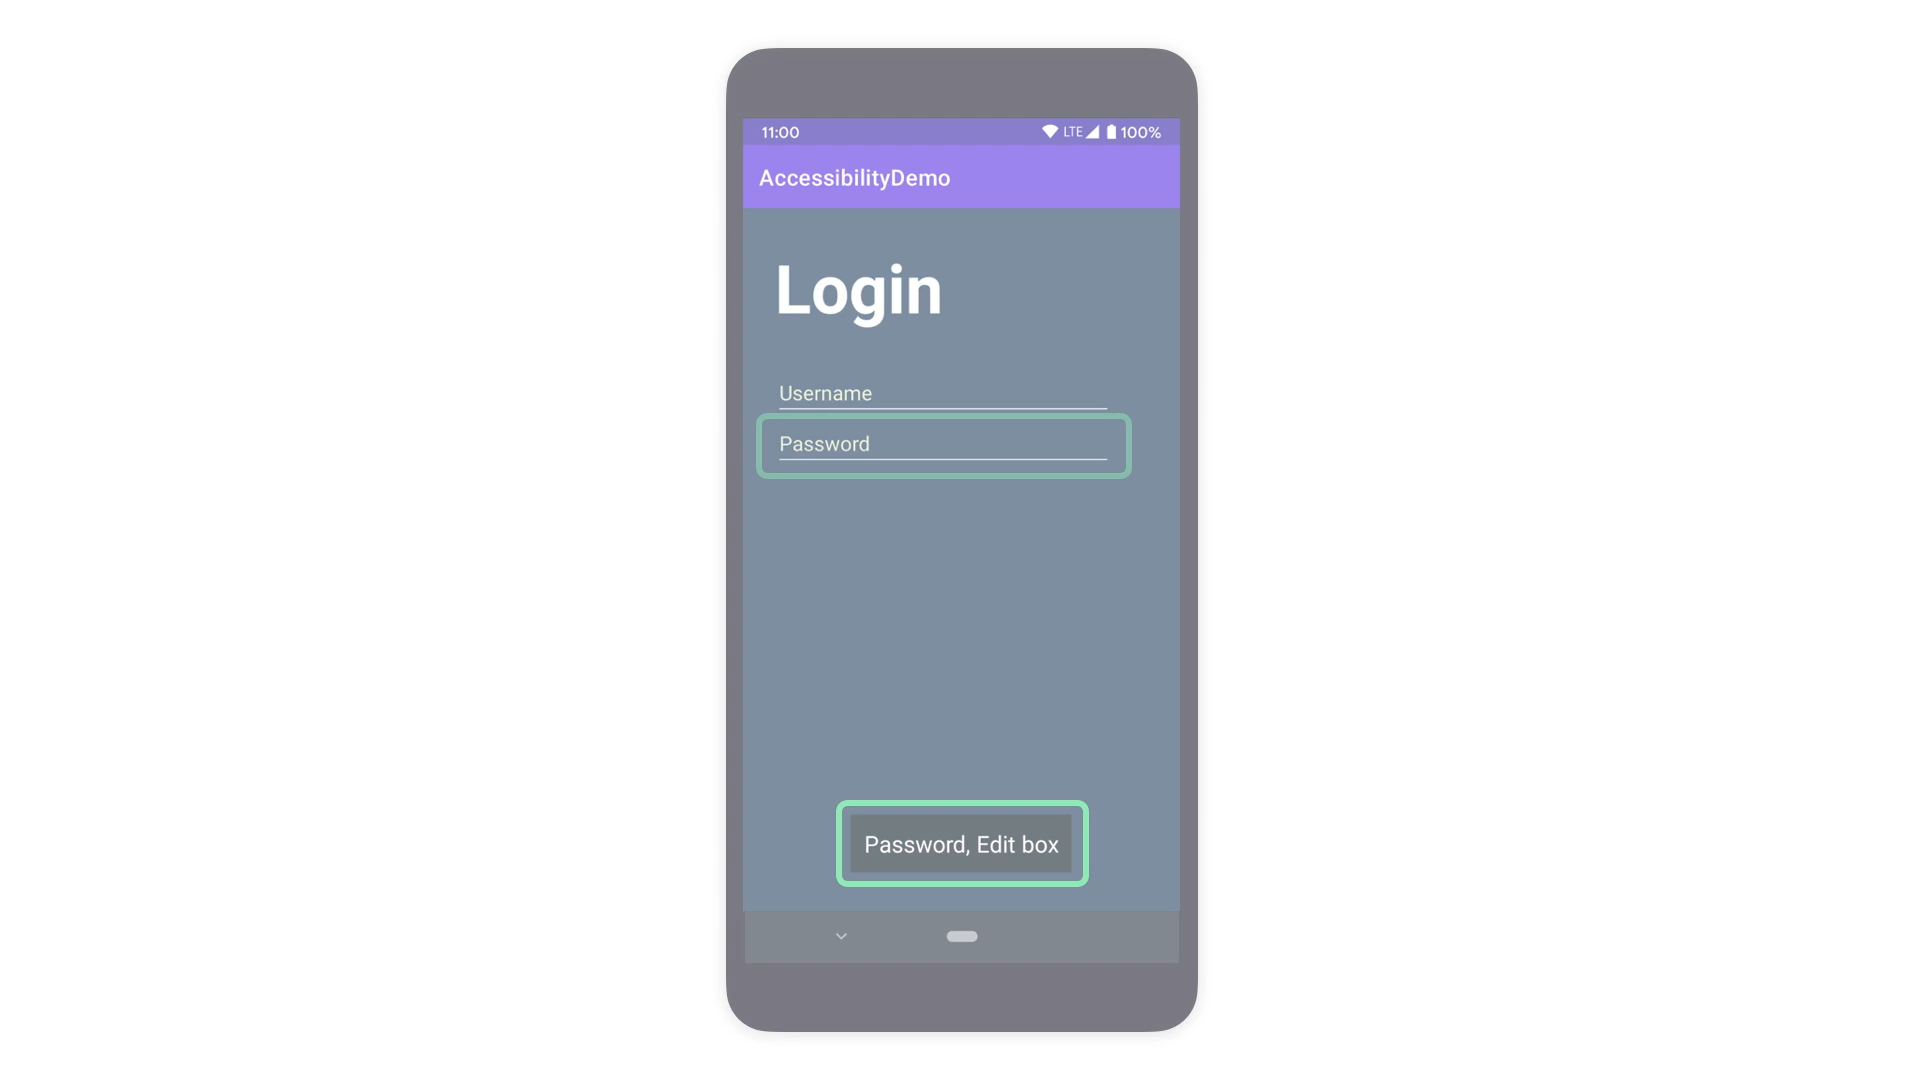 11:00 LTE 100%
AccessibilityDemo
Login
Username
Password
Password, Edit box